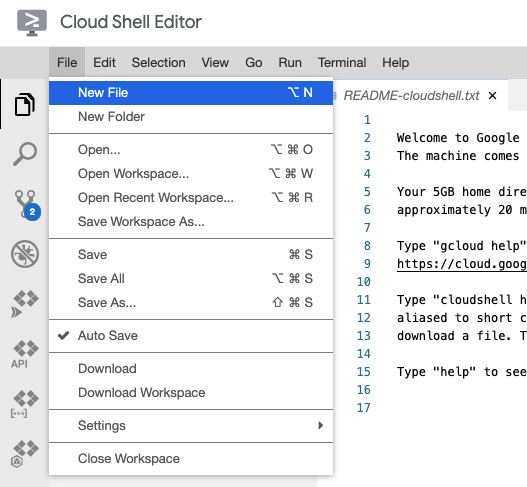 Cloud Shell Editor
File Edit Selection View Go Run Terminal Help
New File ⌥ N
New Folder
Open... ⌥ ⌘ O
Open Workspace... ⌥ ⌘ W
Open Recent Workspace... ⌥ ⌘ R
Save Workspace As...
Save ⌘ S
Save All ⌥ ⌘ S
Save As... ⇧ ⌘ S
✓ Auto Save
Download
Download Workspace
Settings
Close Workspace
2
API
README-cloudshell.txt ×
1
2 Welcome to Google
3 The machine comes
4
5 Your 5GB home dire
6 approximately 20 m
7
8 Type "gcloud help"
9 https://cloud.goog
10
11 Type "cloudshell h
12 aliased to short c
13 download a file. T
14
15 Type "help" to see
16
17